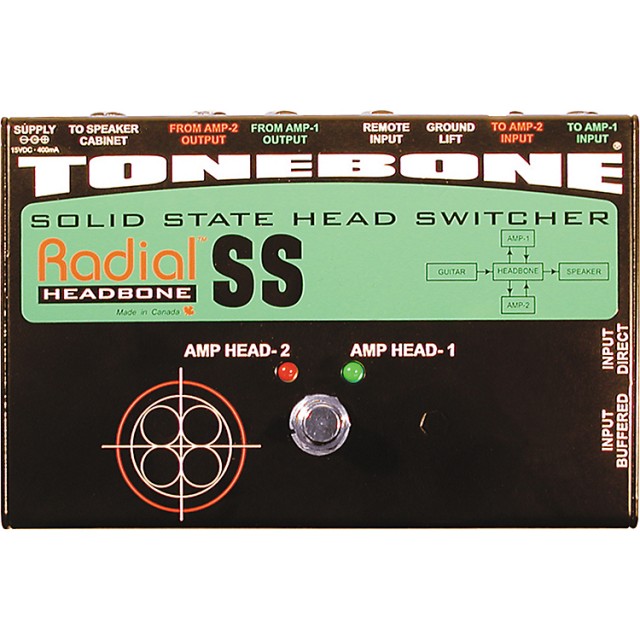 SUPPLY
15VDC - 400mA
TO SPEAKER
CABINET
FROM AMP-2
OUTPUT
FROM AMP-1
OUTPUT
REMOTE
INPUT
GROUND
LIFT
TO AMP-2
INPUT
TO AMP-1
INPUT
TONEBONE®
SOLID STATE HEAD SWITCHER
Radial™ SS
HEADBONE
Made in Canada
AMP-1
GUITAR
HEADBONE
SPEAKER
AMP-2
AMP HEAD-2
AMP HEAD-1
INPUT
DIRECT
INPUT
BUFFERED